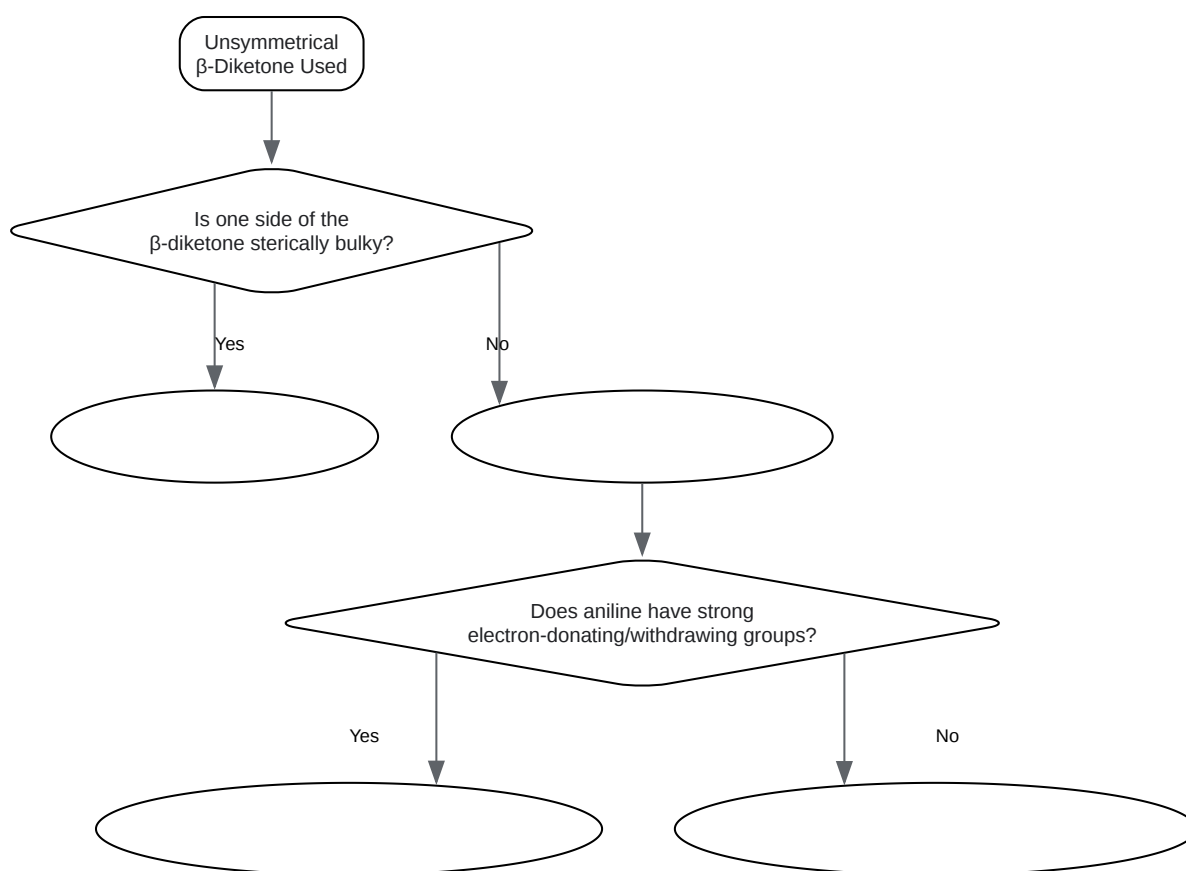 Unsymmetrical
β-Diketone Used
Is one side of the
β-diketone sterically bulky?
Yes
No
Does aniline have strong
electron-donating/withdrawing groups?
Yes
No